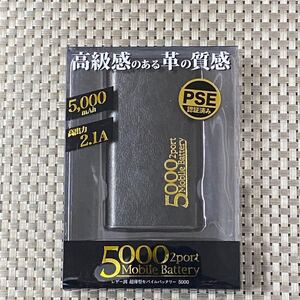 高級感のある革の質感
5,000
mAh
高出力
2.1A
PSE
認証済み
5000 2port
Mobile Battery
5000 2port
Mobile Battery
レザー調 超薄型モバイルバッテリー 5000